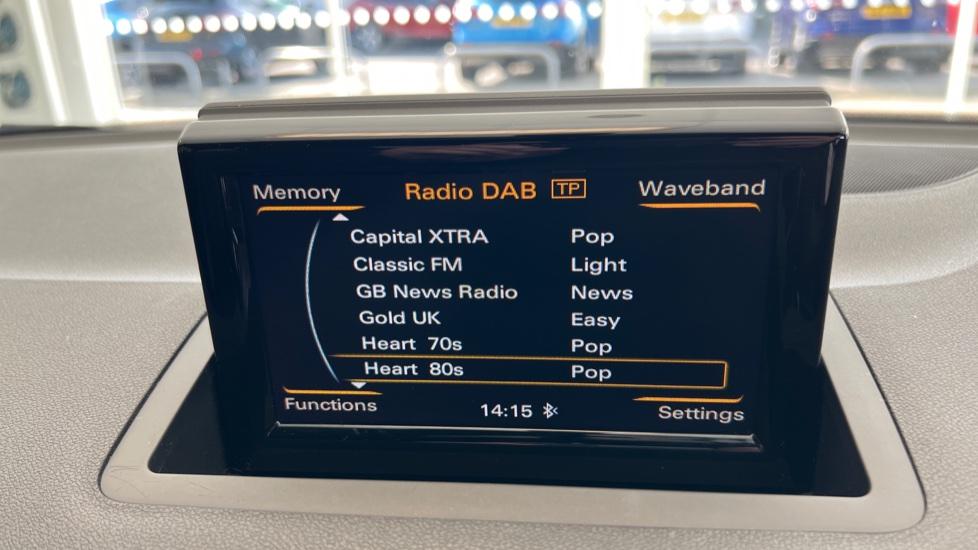 Memory Radio DAB TP Waveband
Capital XTRA Pop
Classic FM Light
GB News Radio News
Gold UK Easy
Heart 70s Pop
Heart 80s Pop
Functions 14:15 Settings